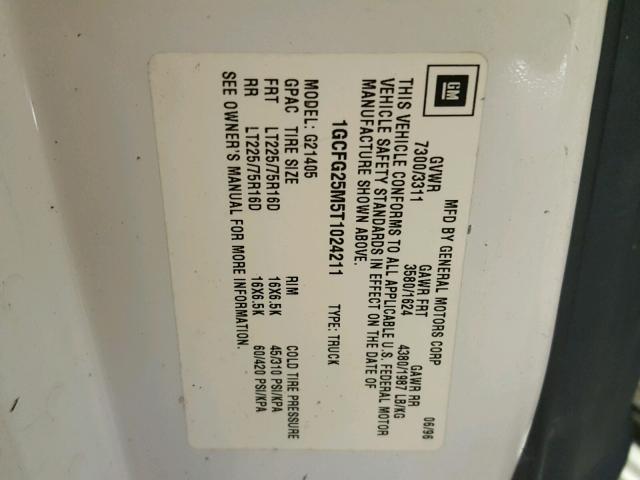 GM
MFD BY GENERAL MOTORS CORP 06/96
GVWR GAWR FRT GAWR RR
7300/3311 3580/1624 4380/1987 LB/KG
THIS VEHICLE CONFORMS TO ALL APPLICABLE U.S. FEDERAL MOTOR
VEHICLE SAFETY STANDARDS IN EFFECT ON THE DATE OF
MANUFACTURE SHOWN ABOVE.
1GCFG25M5T1024211 TYPE: TRUCK
MODEL: G21405
GPAC TIRE SIZE RIM COLD TIRE PRESSURE
FRT LT225/75R16D 16X6.5K 45/310 PSI/KPA
RR LT225/75R16D 16X6.5K 60/420 PSI/KPA
SEE OWNER'S MANUAL FOR MORE INFORMATION.